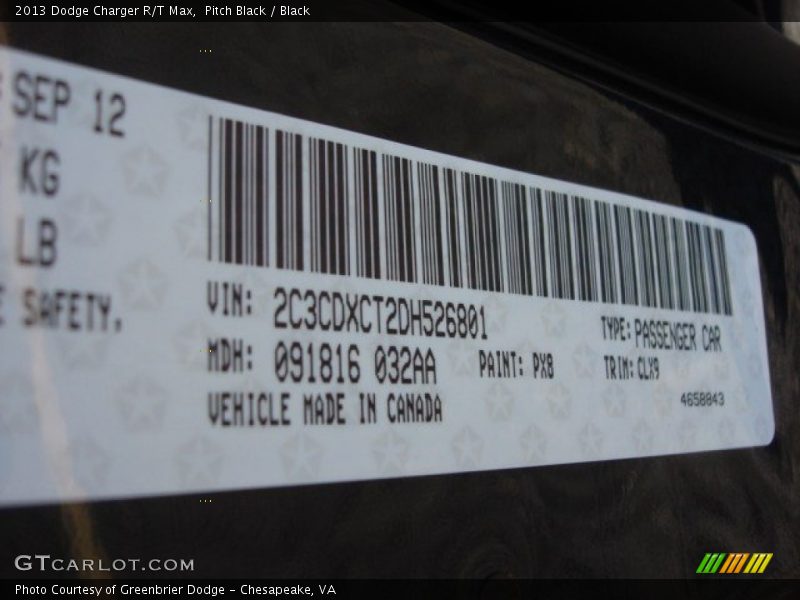 2013 Dodge Charger R/T Max,  Pitch Black / Black
SEP 12
KG
LB
SAFETY.
VIN: 2C3CDXCT2DH526801
TYPE: PASSENGER CAR
MDH: 091816 032AA
PAINT: PX8
TRIM: CLX9
VEHICLE MADE IN CANADA
4658843
GTCARLOT.COM
Photo Courtesy of Greenbrier Dodge - Chesapeake, VA